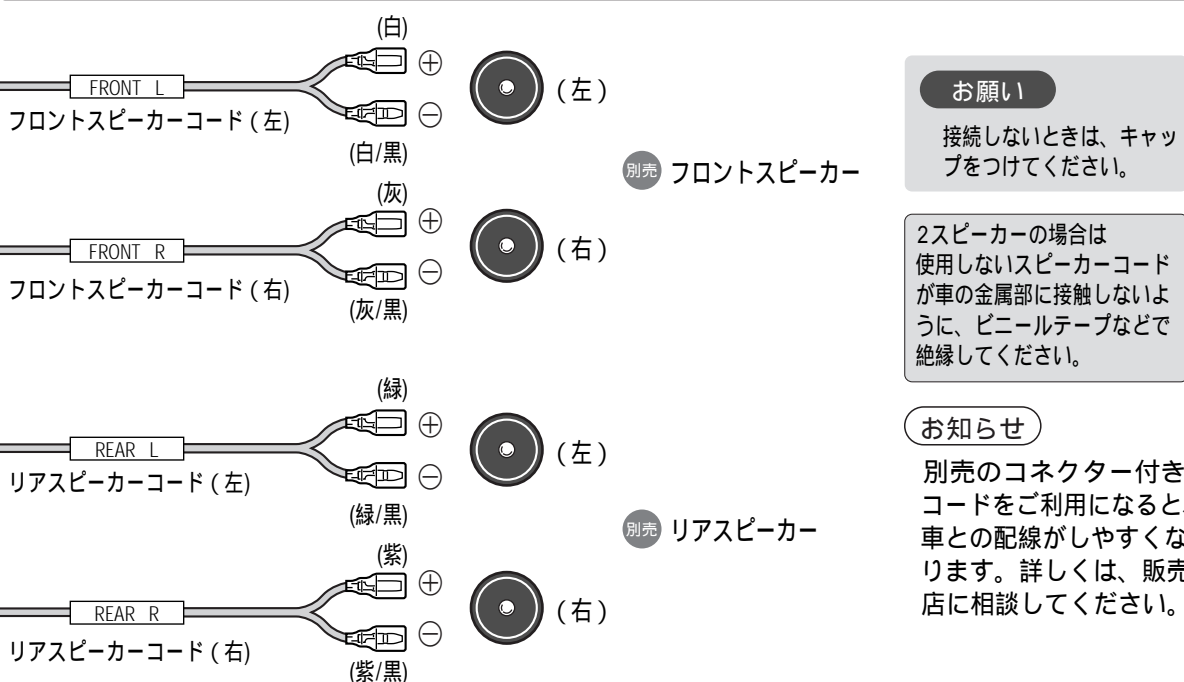 (白)
FRONT L
⊕
(左)
フロントスピーカーコード(左)
⊖
(白/黒)
別売 フロントスピーカー
(灰)
FRONT R
⊕
(右)
フロントスピーカーコード(右)
⊖
(灰/黒)
(緑)
REAR L
⊕
(左)
リアスピーカーコード(左)
⊖
(緑/黒)
別売 リアスピーカー
(紫)
REAR R
⊕
(右)
リアスピーカーコード(右)
⊖
(紫/黒)
お願い
接続しないときは、キャッ
プをつけてください。
2スピーカーの場合は
使用しないスピーカーコード
が車の金属部に接触しないよ
うに、ビニールテープなどで
絶縁してください。
お知らせ
別売のコネクター付き
コードをご利用になると、
車との配線がしやすくな
ります。詳しくは、販売
店に相談してください。